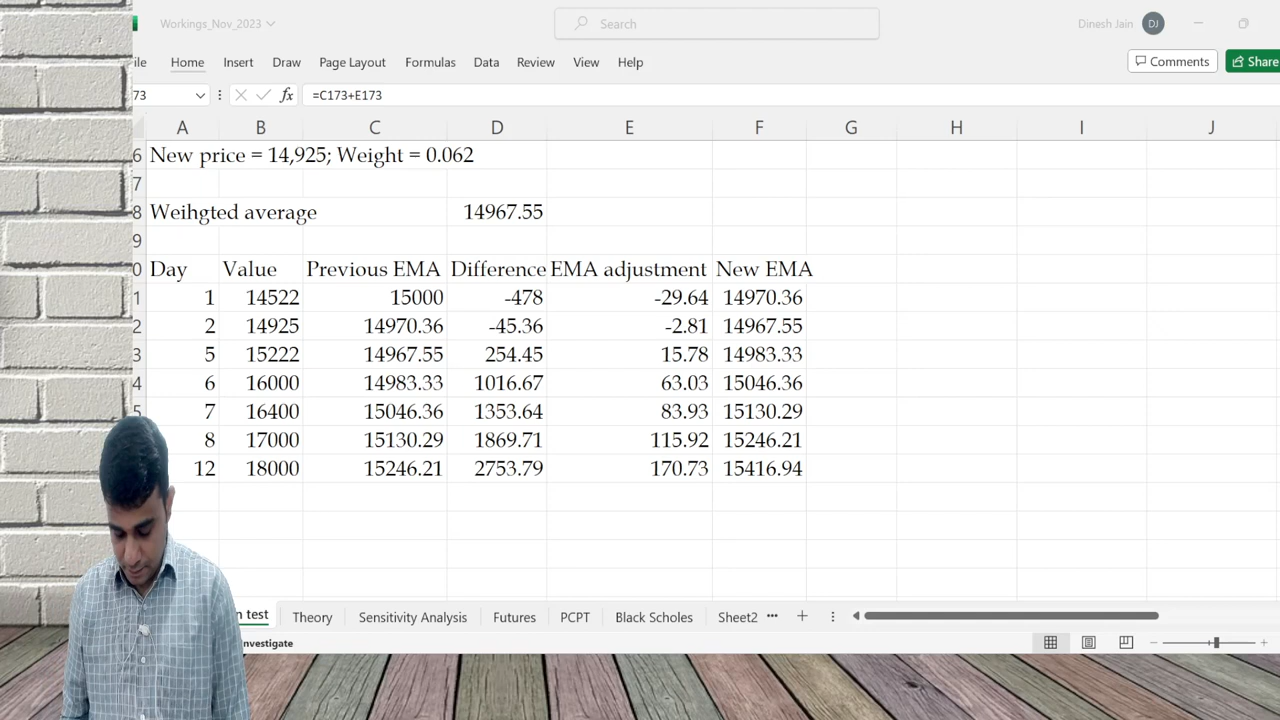 Workings_Nov_2023
Search
Dinesh Jain DJ
ile Home Insert Draw Page Layout Formulas Data Review View Help Comments Share
73 fx =C173+E173
A B C D E F G H I J
6 New price = 14,925; Weight = 0.062
7
8 Weihgted average 14967.55
9
0 Day Value Previous EMA Difference EMA adjustment New EMA
1 1 14522 15000 -478 -29.64 14970.36
2 2 14925 14970.36 -45.36 -2.81 14967.55
3 5 15222 14967.55 254.45 15.78 14983.33
4 6 16000 14983.33 1016.67 63.03 15046.36
5 7 16400 15046.36 1353.64 83.93 15130.29
8 17000 15130.29 1869.71 115.92 15246.21
12 18000 15246.21 2753.79 170.73 15416.94
n test Theory Sensitivity Analysis Futures PCPT Black Scholes Sheet2
nvestigate